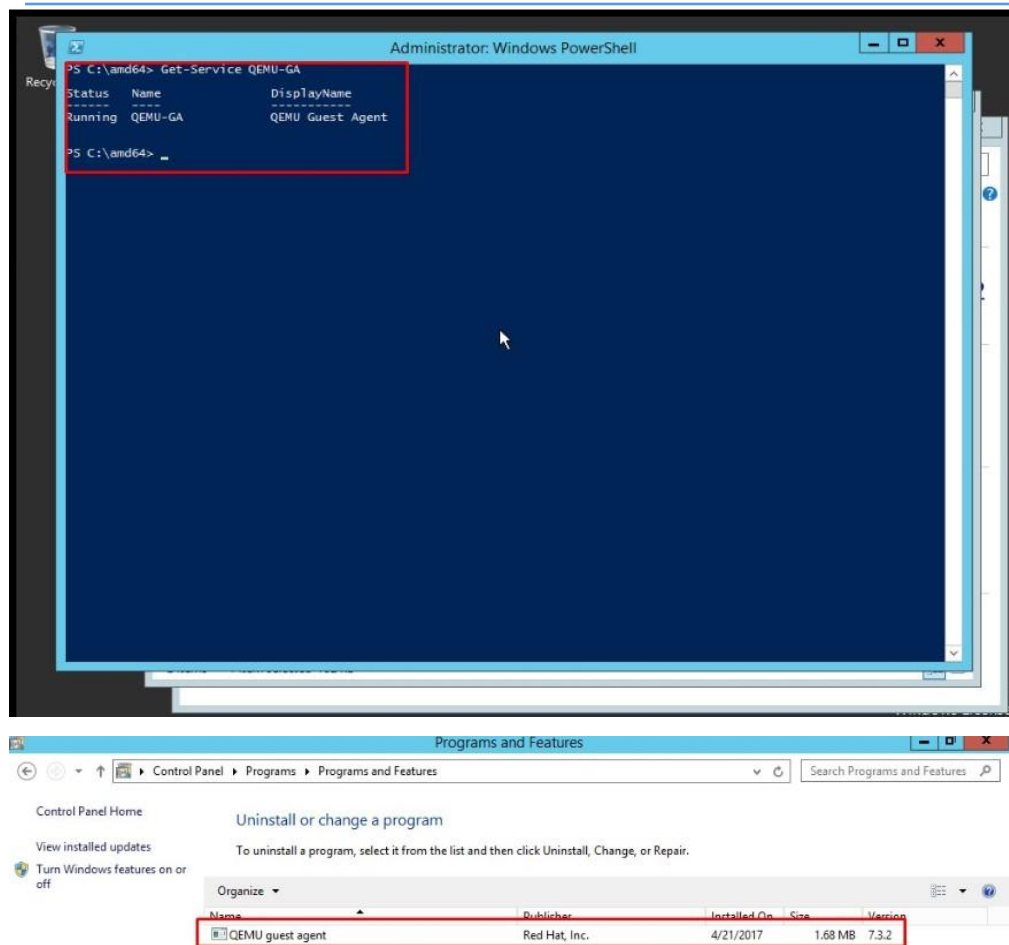 Administrator: Windows PowerShell
PS C:\amd64> Get-Service QEMU-GA
Status Name DisplayName
------ ---- -----------
Running QEMU-GA QEMU Guest Agent
PS C:\amd64> _
Programs and Features
Control Panel Programs Programs and Features
Search Programs and Features
Control Panel Home
View installed updates
Turn Windows features on or
off
Uninstall or change a program
To uninstall a program, select it from the list and then click Uninstall, Change, or Repair.
Organize
Name Publisher Installed On Size Version
QEMU guest agent Red Hat, Inc. 4/21/2017 1.68 MB 7.3.2